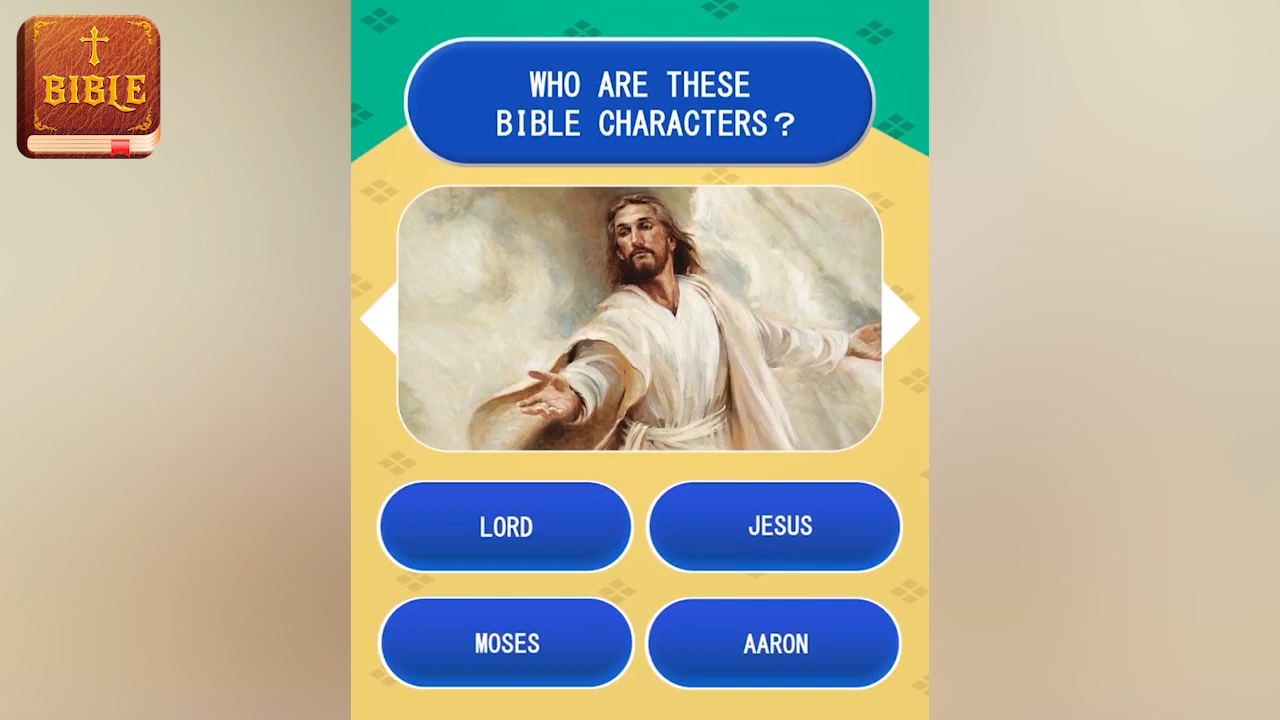 BIBLE
WHO ARE THESE
BIBLE CHARACTERS?
LORD
JESUS
MOSES
AARON